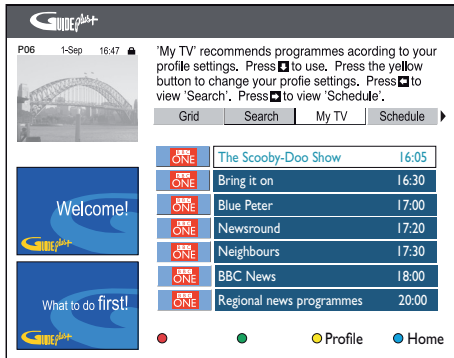 GUIDE Plus+
P06 1-Sep 16:47
'My TV' recommends programmes acording to your
profile settings. Press to use. Press the yellow
button to change your profie settings. Press to
view 'Search'. Press to view 'Schedule'.
Grid Search My TV Schedule
BBC ONE The Scooby-Doo Show 16:05
BBC ONE Bring it on 16:30
BBC ONE Blue Peter 17:00
BBC ONE Newsround 17:20
BBC ONE Neighbours 17:30
BBC ONE BBC News 18:00
BBC ONE Regional news programmes 20:00
Welcome!
GUIDE Plus+
What to do first!
GUIDE Plus+
Profile Home